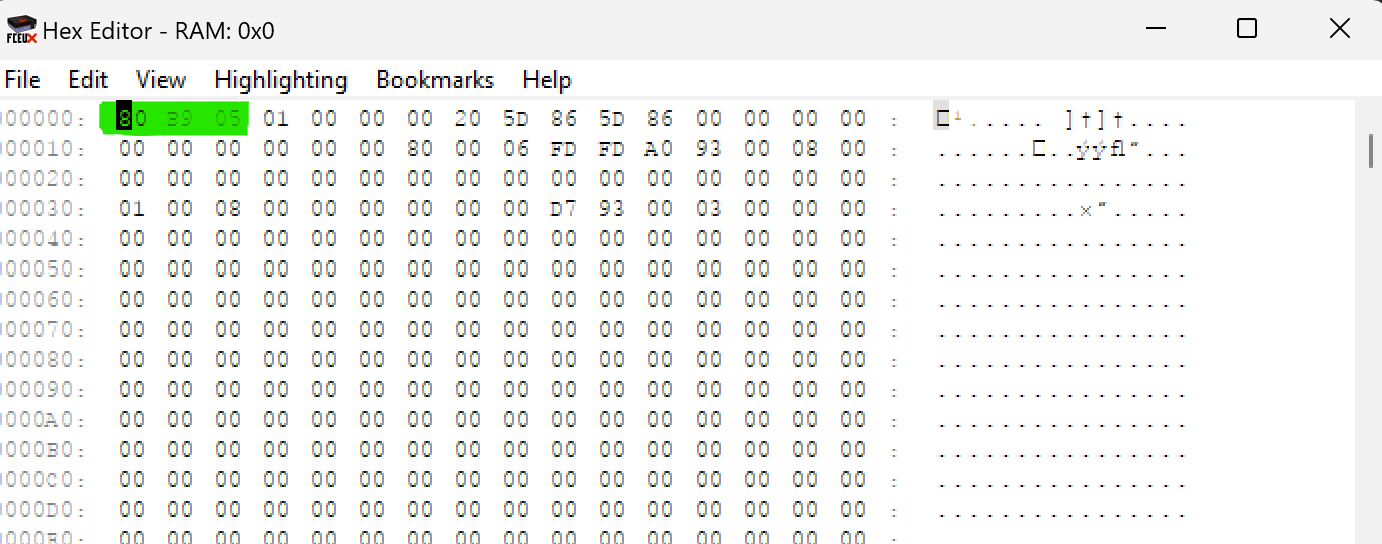 FCEUX Hex Editor - RAM: 0x0
File Edit View Highlighting Bookmarks Help
000000: 80 B9 05 01 00 00 00 20 5D 86 5D 86 00 00 00 00 : □¹..... ]†]†....
000010: 00 00 00 00 00 00 80 00 06 FD FD A0 93 00 08 00 : ......□..ýýfl“...
000020: 00 00 00 00 00 00 00 00 00 00 00 00 00 00 00 00 : ................
000030: 01 00 08 00 00 00 00 00 00 D7 93 00 03 00 00 00 : .........×“.....
000040: 00 00 00 00 00 00 00 00 00 00 00 00 00 00 00 00 : ................
000050: 00 00 00 00 00 00 00 00 00 00 00 00 00 00 00 00 : ................
000060: 00 00 00 00 00 00 00 00 00 00 00 00 00 00 00 00 : ................
000070: 00 00 00 00 00 00 00 00 00 00 00 00 00 00 00 00 : ................
000080: 00 00 00 00 00 00 00 00 00 00 00 00 00 00 00 00 : ................
000090: 00 00 00 00 00 00 00 00 00 00 00 00 00 00 00 00 : ................
0000A0: 00 00 00 00 00 00 00 00 00 00 00 00 00 00 00 00 : ................
0000B0: 00 00 00 00 00 00 00 00 00 00 00 00 00 00 00 00 : ................
0000C0: 00 00 00 00 00 00 00 00 00 00 00 00 00 00 00 00 : ................
0000D0: 00 00 00 00 00 00 00 00 00 00 00 00 00 00 00 00 : ................
0000E0: 00 00 00 00 00 00 00 00 00 00 00 00 00 00 00 00 : ................